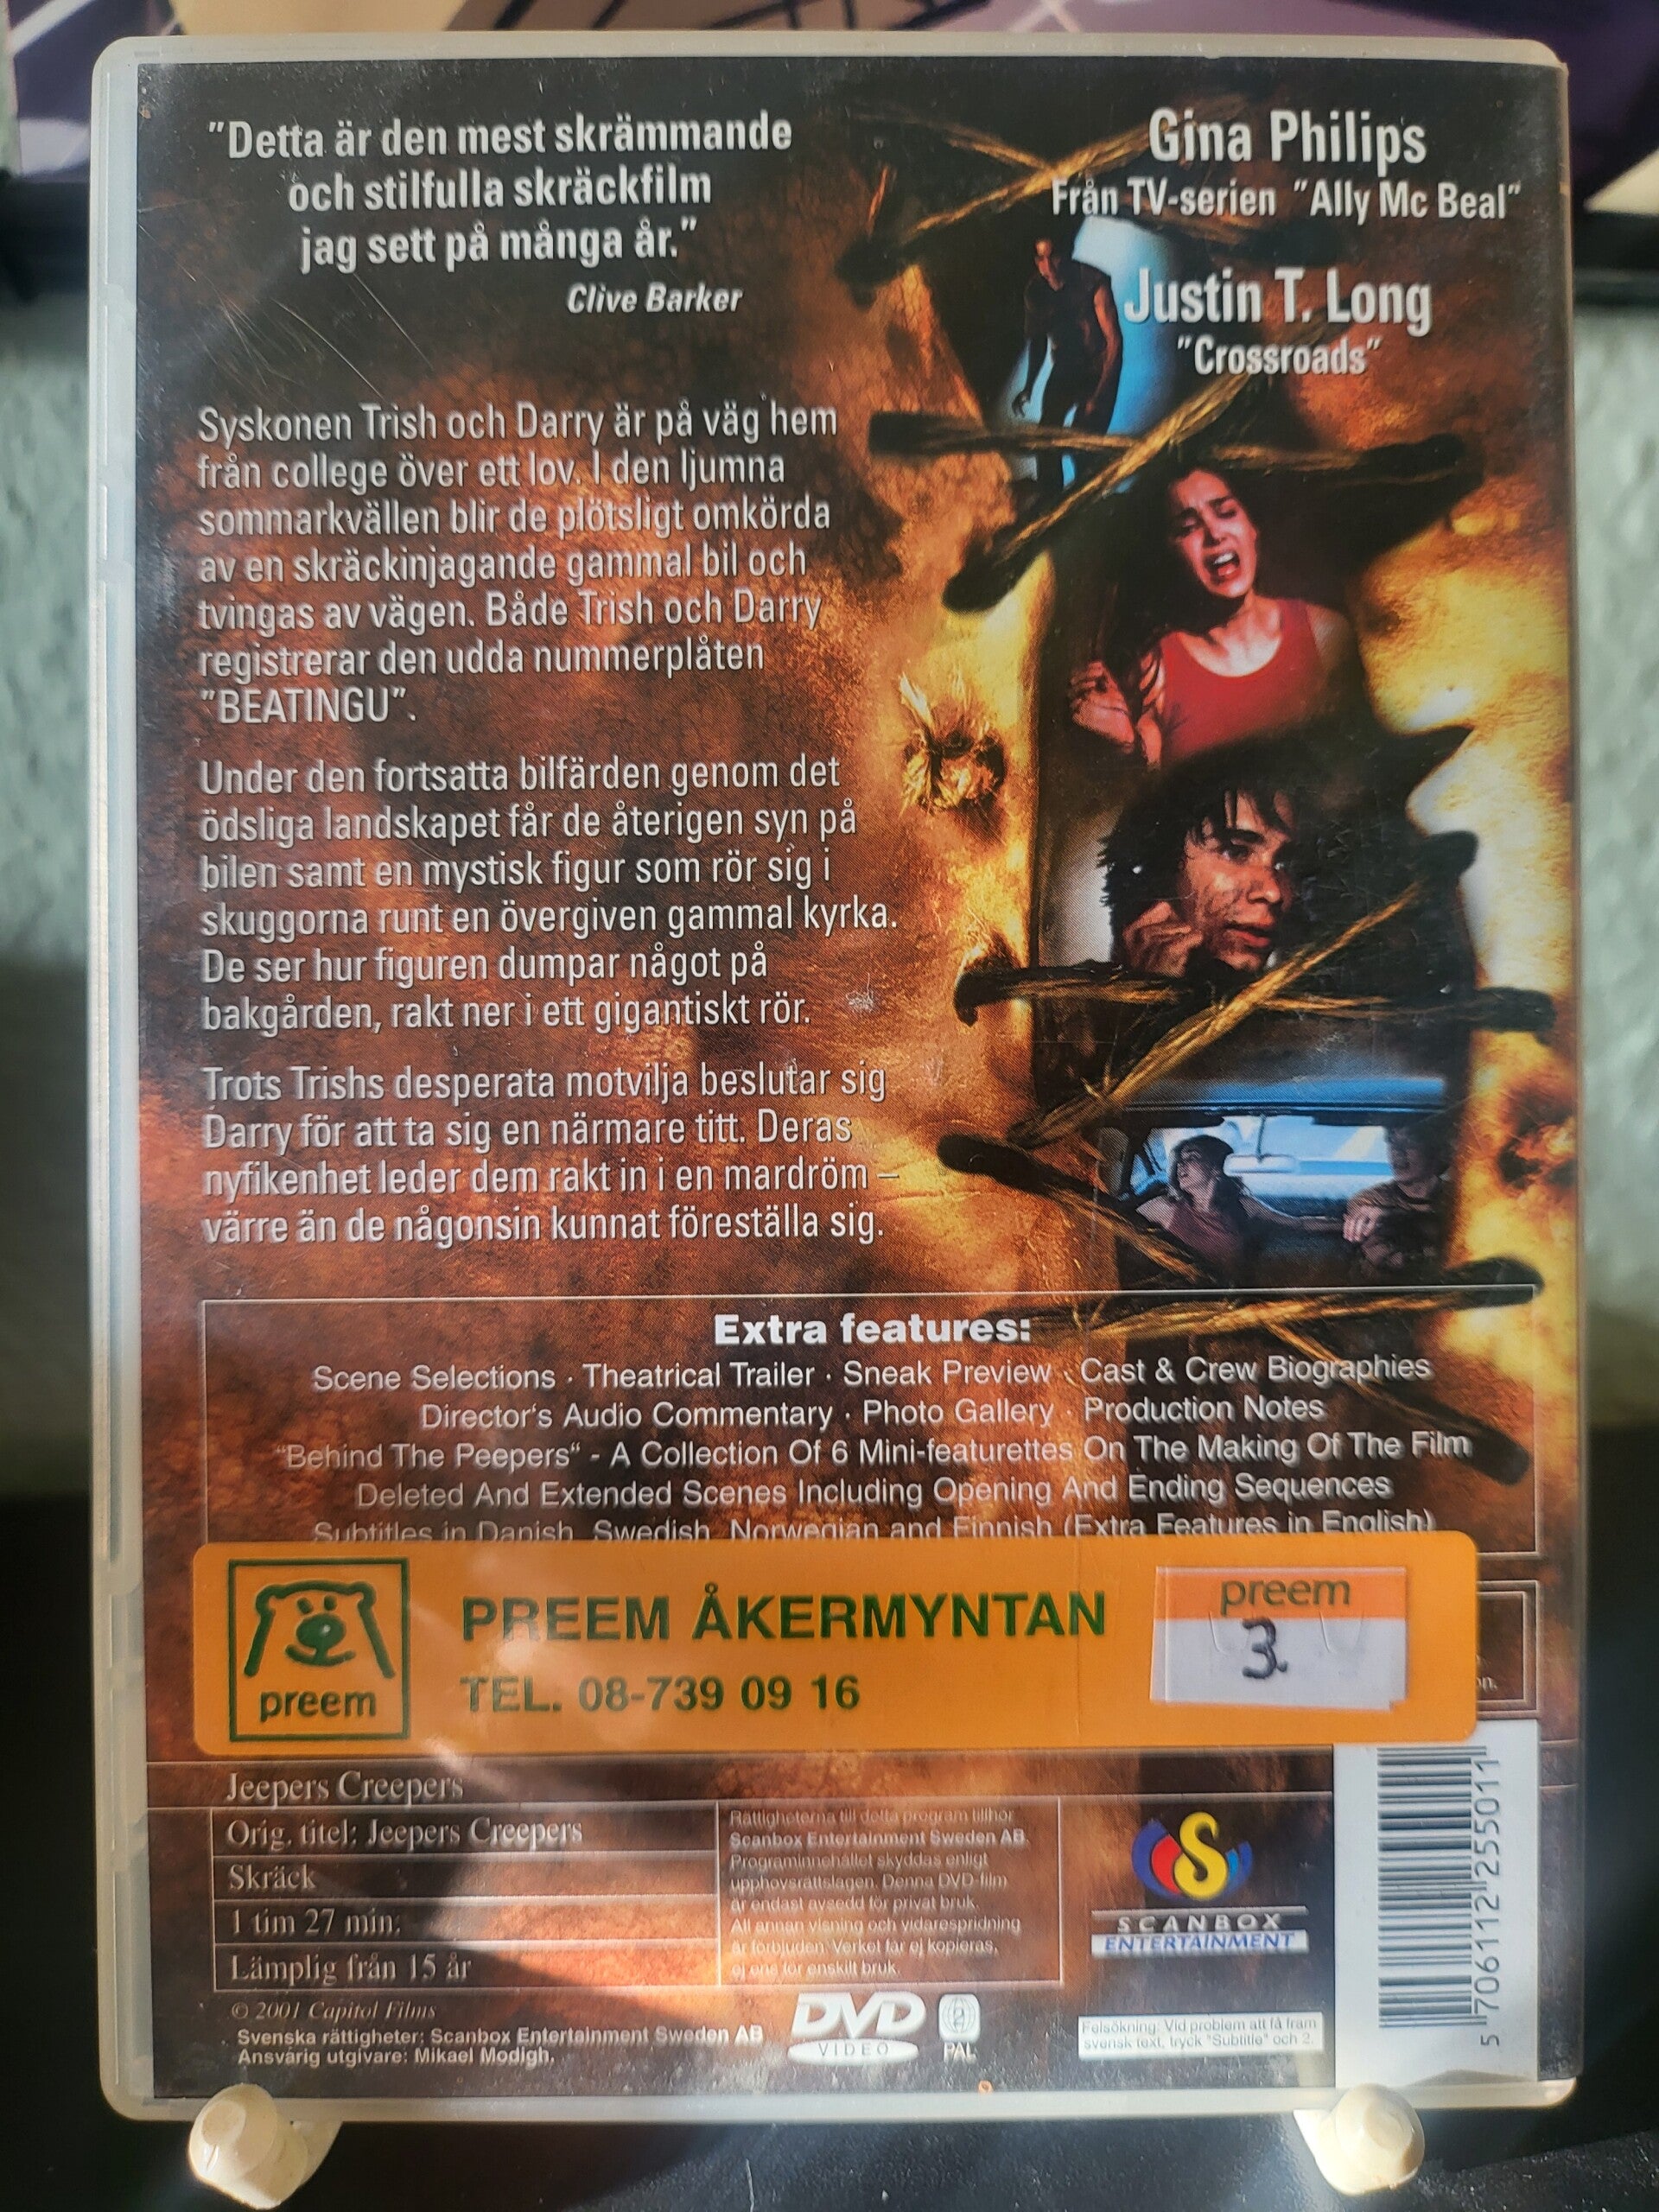 "Detta är den mest skrämmande
och stilfulla skräckfilm
jag sett på många år."
Clive Barker
Gina Philips
Från TV-serien "Ally Mc Beal"
Justin T. Long
"Crossroads"
Syskonen Trish och Darry är på väg hem
från college över ett lov. I den ljumna
sommarkvällen blir de plötsligt omkörda
av en skräckinjagande gammal bil och
tvingas av vägen. Både Trish och Darry
registrerar den udda nummerplåten
"BEATINGU".
Under den fortsatta bilfärden genom det
ödsliga landskapet får de återigen syn på
bilen samt en mystisk figur som rör sig i
skuggorna runt en övergiven gammal kyrka.
De ser hur figuren dumpar något på
bakgården, rakt ner i ett gigantiskt rör.
Trots Trishs desperata motvilja beslutar sig
Darry för att ta sig en närmare titt. Deras
nyfikenhet leder dem rakt in i en mardröm –
värre än de någonsin kunnat föreställa sig.
Extra features:
Scene Selections · Theatrical Trailer · Sneak Preview · Cast & Crew Biographies
Director's Audio Commentary · Photo Gallery · Production Notes
"Behind The Peepers" - A Collection Of 6 Mini-featurettes On The Making Of The Film
Deleted And Extended Scenes Including Opening And Ending Sequences
Subtitles in Danish, Swedish, Norwegian and Finnish (Extra Features in English)
preem
PREEM ÅKERMYNTAN
TEL. 08-739 09 16
preem
3
Jeepers Creepers
Orig. titel: Jeepers Creepers
Skräck
1 tim 27 min.
Lämplig från 15 år
Rättigheterna till detta program tillhör
Scanbox Entertainment Sweden AB.
Programinnehållet skyddas enligt
upphovsrättslagen. Denna DVD-film
är endast avsedd för privat bruk.
All annan visning och vidarespridning
är förbjuden. Verket får ej kopieras,
ej ens för enskilt bruk.
SCANBOX
ENTERTAINMENT
© 2001 Capitol Films
Svenska rättigheter: Scanbox Entertainment Sweden AB
Ansvarig utgivare: Mikael Modigh.
DVD
VIDEO
2
PAL
Felsökning: Vid problem att få fram
svensk text, tryck "Subtitle" och 2.
5 706112 255011